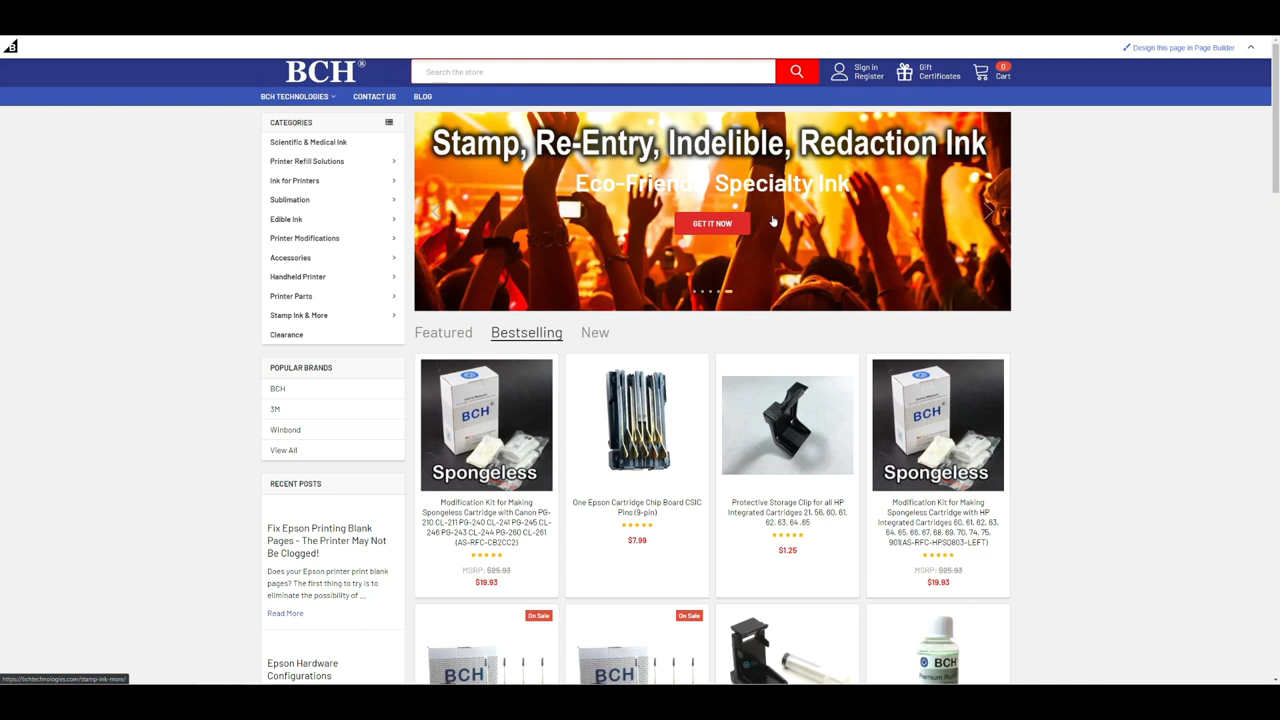 Design this page in Page Builder
BCH®
Search the store
Sign in
Register
Gift
Certificates
0
Cart
BCH TECHNOLOGIES
CONTACT US
BLOG
CATEGORIES
Scientific & Medical Ink
Printer Refill Solutions
Ink for Printers
Sublimation
Edible Ink
Printer Modifications
Accessories
Handheld Printer
Printer Parts
Stamp Ink & More
Clearance
POPULAR BRANDS
BCH
3M
Winbond
View All
RECENT POSTS
Fix Epson Printing Blank
Pages - The Printer May Not
Be Clogged!
Does your Epson printer print blank
pages? The first thing to try is to
eliminate the possibility of ...
Read More
Epson Hardware
Configurations
Stamp, Re-Entry, Indelible, Redaction Ink
Eco-Friendly Specialty Ink
GET IT NOW
Featured
Bestselling
New
BCH
Spongeless
Modification Kit for Making
Spongeless Cartridge with Canon PG-
210 CL-211 PG-240 CL-241 PG-245 CL-
246 PG-243 CL-244 PG-260 CL-261
(AS-RFC-CB2CC2)
MSRP: $25.93
$19.93
One Epson Cartridge Chip Board CSIC
Pins (9-pin)
$7.99
Protective Storage Clip for all HP
Integrated Cartridges 21, 56, 60, 61,
62, 63, 64 ,65
$1.25
BCH
Spongeless
Modification Kit for Making
Spongeless Cartridge with HP
Integrated Cartridges 60, 61, 62, 63,
64, 65, 66, 67, 68, 69, 70, 74, 75,
901(AS-RFC-HPSQ803-LEFT)
MSRP: $25.93
$19.93
On Sale
On Sale
BCH
https://bchtechnologies.com/stamp-ink-more/